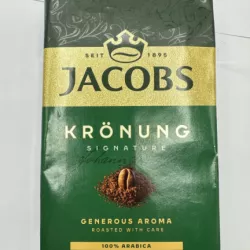 SEIT 1895
JACOBS
KRÖNUNG
SIGNATURE
GENEROUS AROMA
ROASTED WITH CARE
100% ARABICA